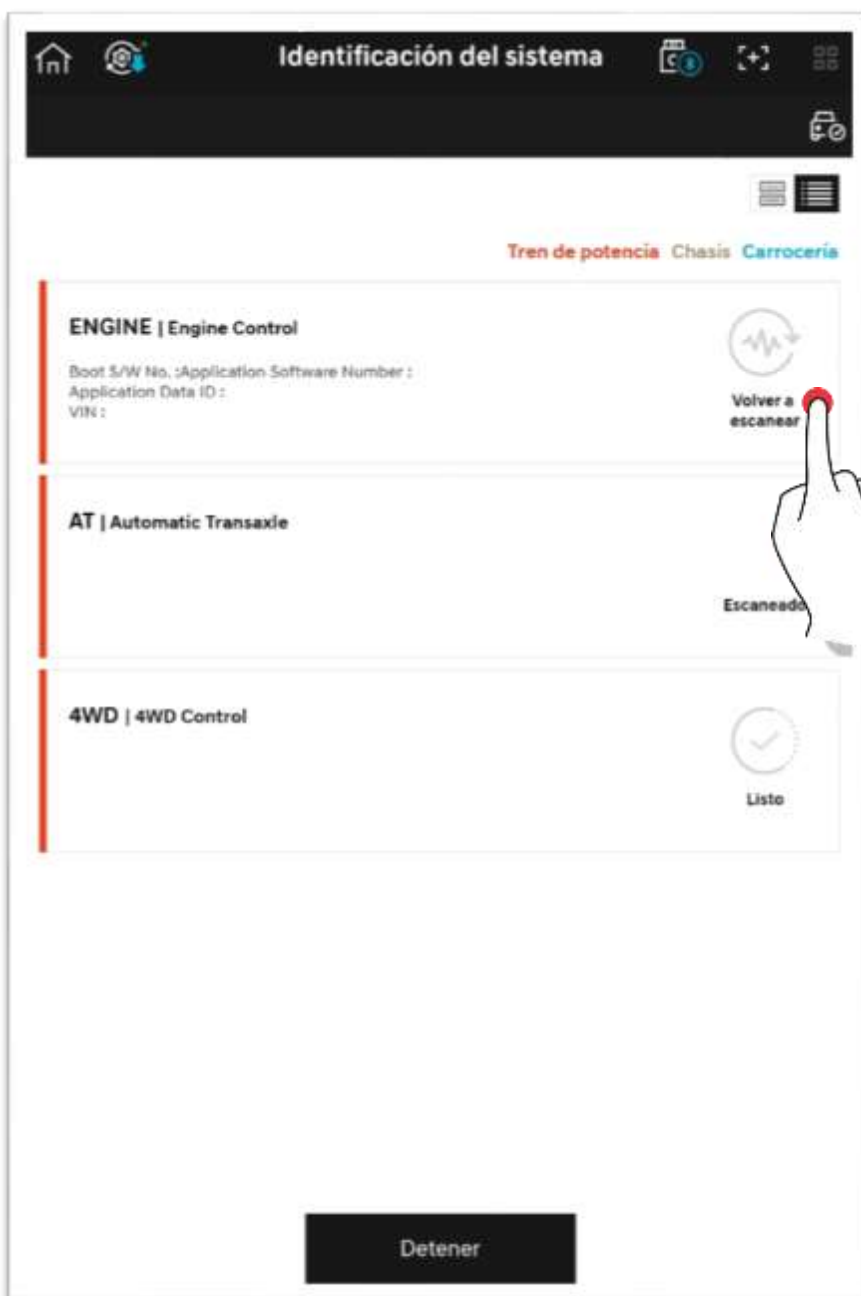 Identificación del sistema
Tren de potencia Chasis Carrocería
ENGINE | Engine Control
Boot S/W No. :Application Software Number :
Application Data ID :
VIN :
Volver a
escanear
AT | Automatic Transaxle
Escaneado
4WD | 4WD Control
Listo
Detener